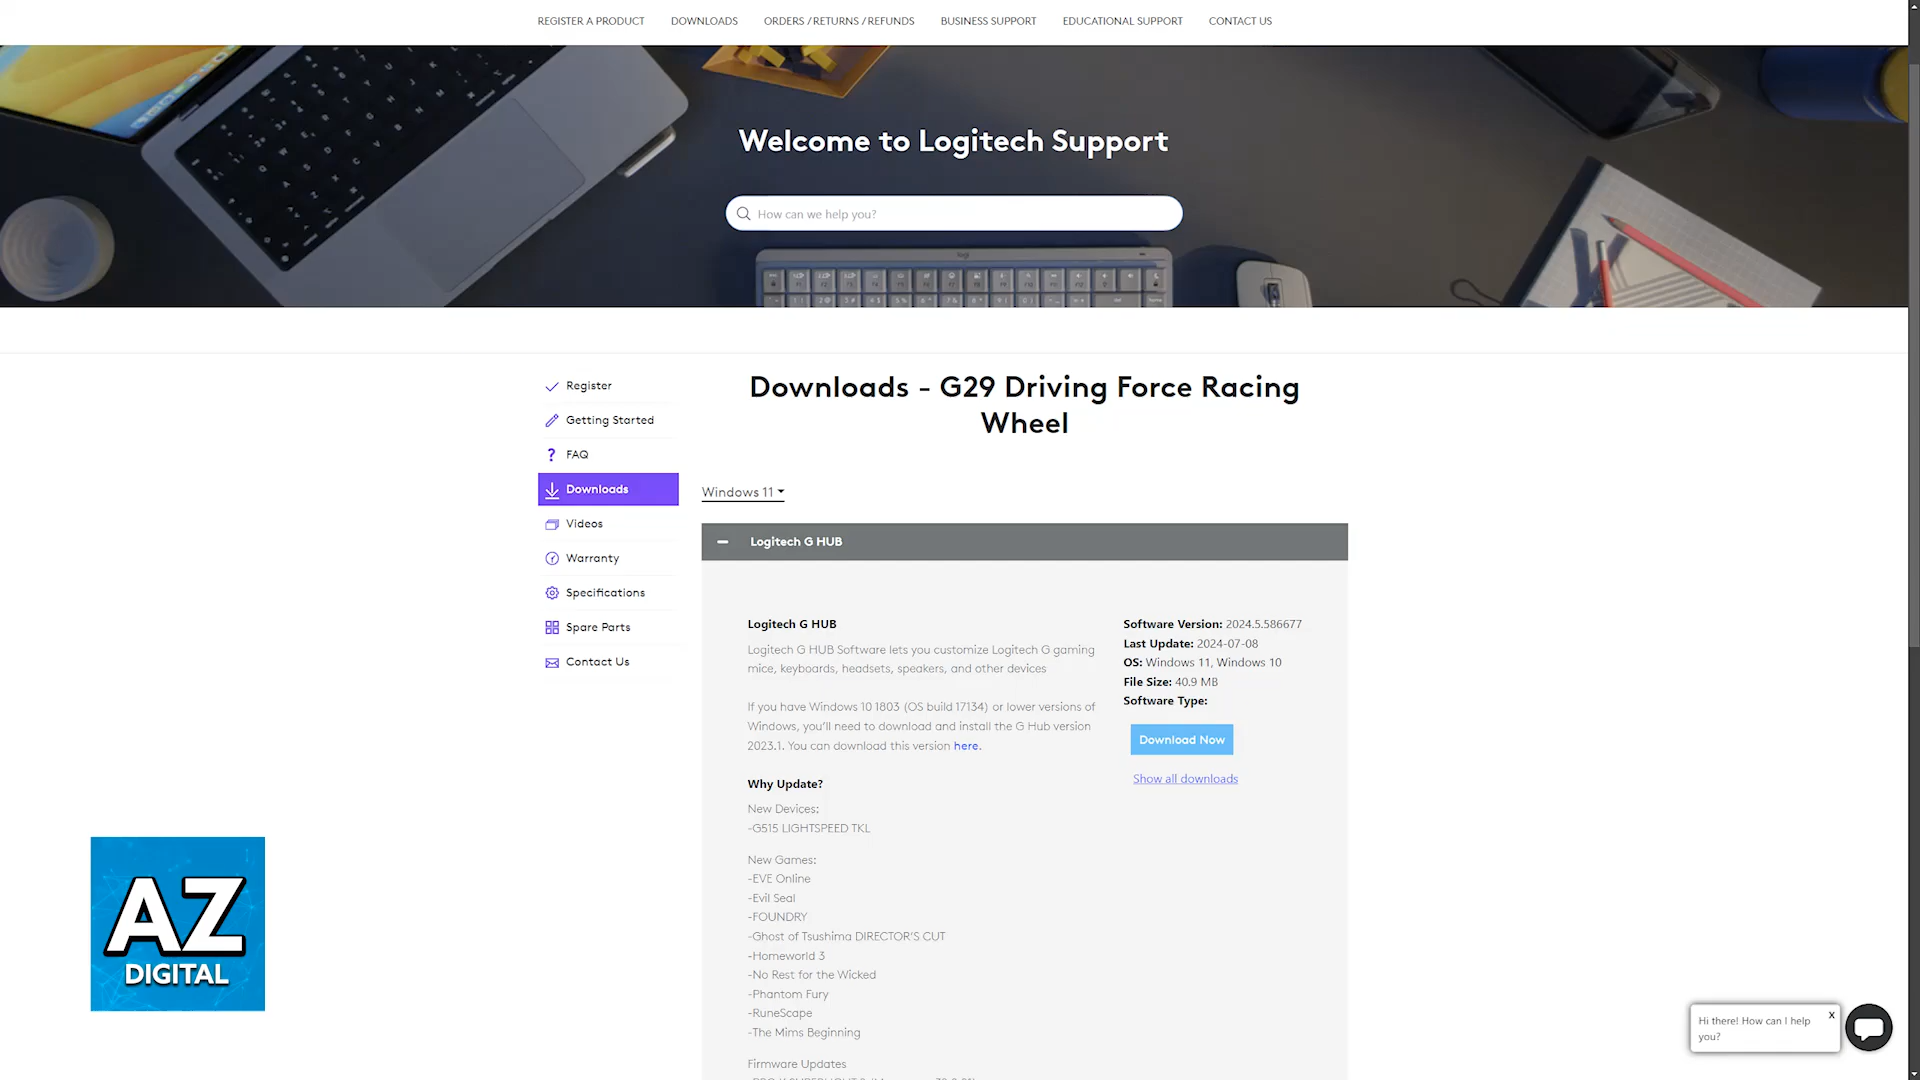 REGISTER A PRODUCT DOWNLOADS ORDERS / RETURNS / REFUNDS BUSINESS SUPPORT EDUCATIONAL SUPPORT CONTACT US
Welcome to Logitech Support
How can we help you?
logi
Downloads - G29 Driving Force Racing
Wheel
Register
Getting Started
FAQ
Downloads
Videos
Warranty
Specifications
Spare Parts
Contact Us
Windows 11
Logitech G HUB
Logitech G HUB
Logitech G HUB Software lets you customize Logitech G gaming
mice, keyboards, headsets, speakers, and other devices
If you have Windows 10 1803 (OS build 17134) or lower versions of
Windows, you'll need to download and install the G Hub version
2023.1. You can download this version here.
Why Update?
New Devices:
-G515 LIGHTSPEED TKL
New Games:
-EVE Online
-Evil Seal
-FOUNDRY
-Ghost of Tsushima DIRECTOR'S CUT
-Homeworld 3
-No Rest for the Wicked
-Phantom Fury
-RuneScape
-The Mims Beginning
Firmware Updates
Software Version: 2024.5.586677
Last Update: 2024-07-08
OS: Windows 11, Windows 10
File Size: 40.9 MB
Software Type:
Download Now
Show all downloads
AZ
DIGITAL
Hi there! How can I help
you?
x